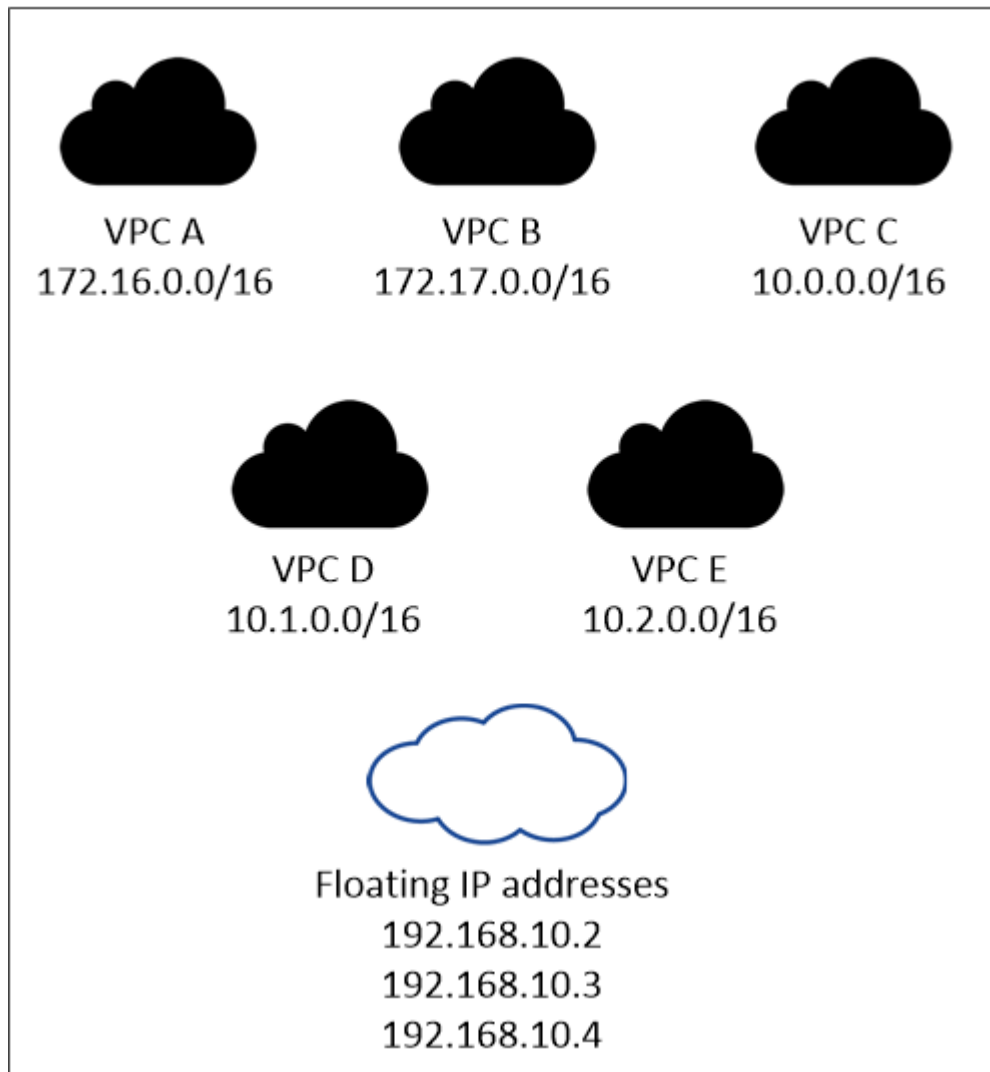 VPC A
172.16.0.0/16
VPC B
172.17.0.0/16
VPC C
10.0.0.0/16
VPC D
10.1.0.0/16
VPC E
10.2.0.0/16
Floating IP addresses
192.168.10.2
192.168.10.3
192.168.10.4